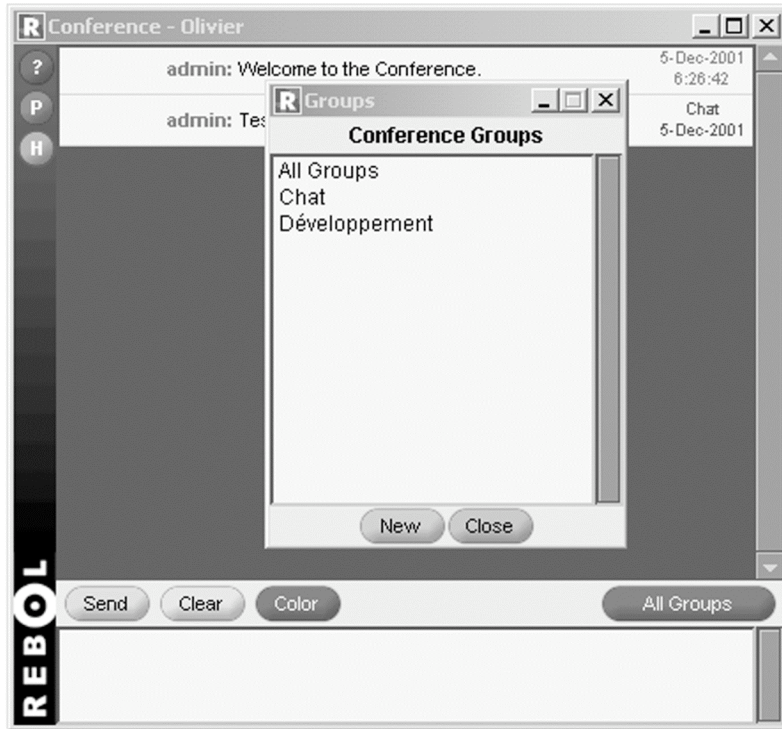 R Conference - Olivier
?
P
H
admin: Welcome to the Conference.
5-Dec-2001
6:26:42
admin: Tes
Chat
5-Dec-2001
R Groups
Conference Groups
All Groups
Chat
Développement
New Close
Send Clear Color All Groups
REBOL